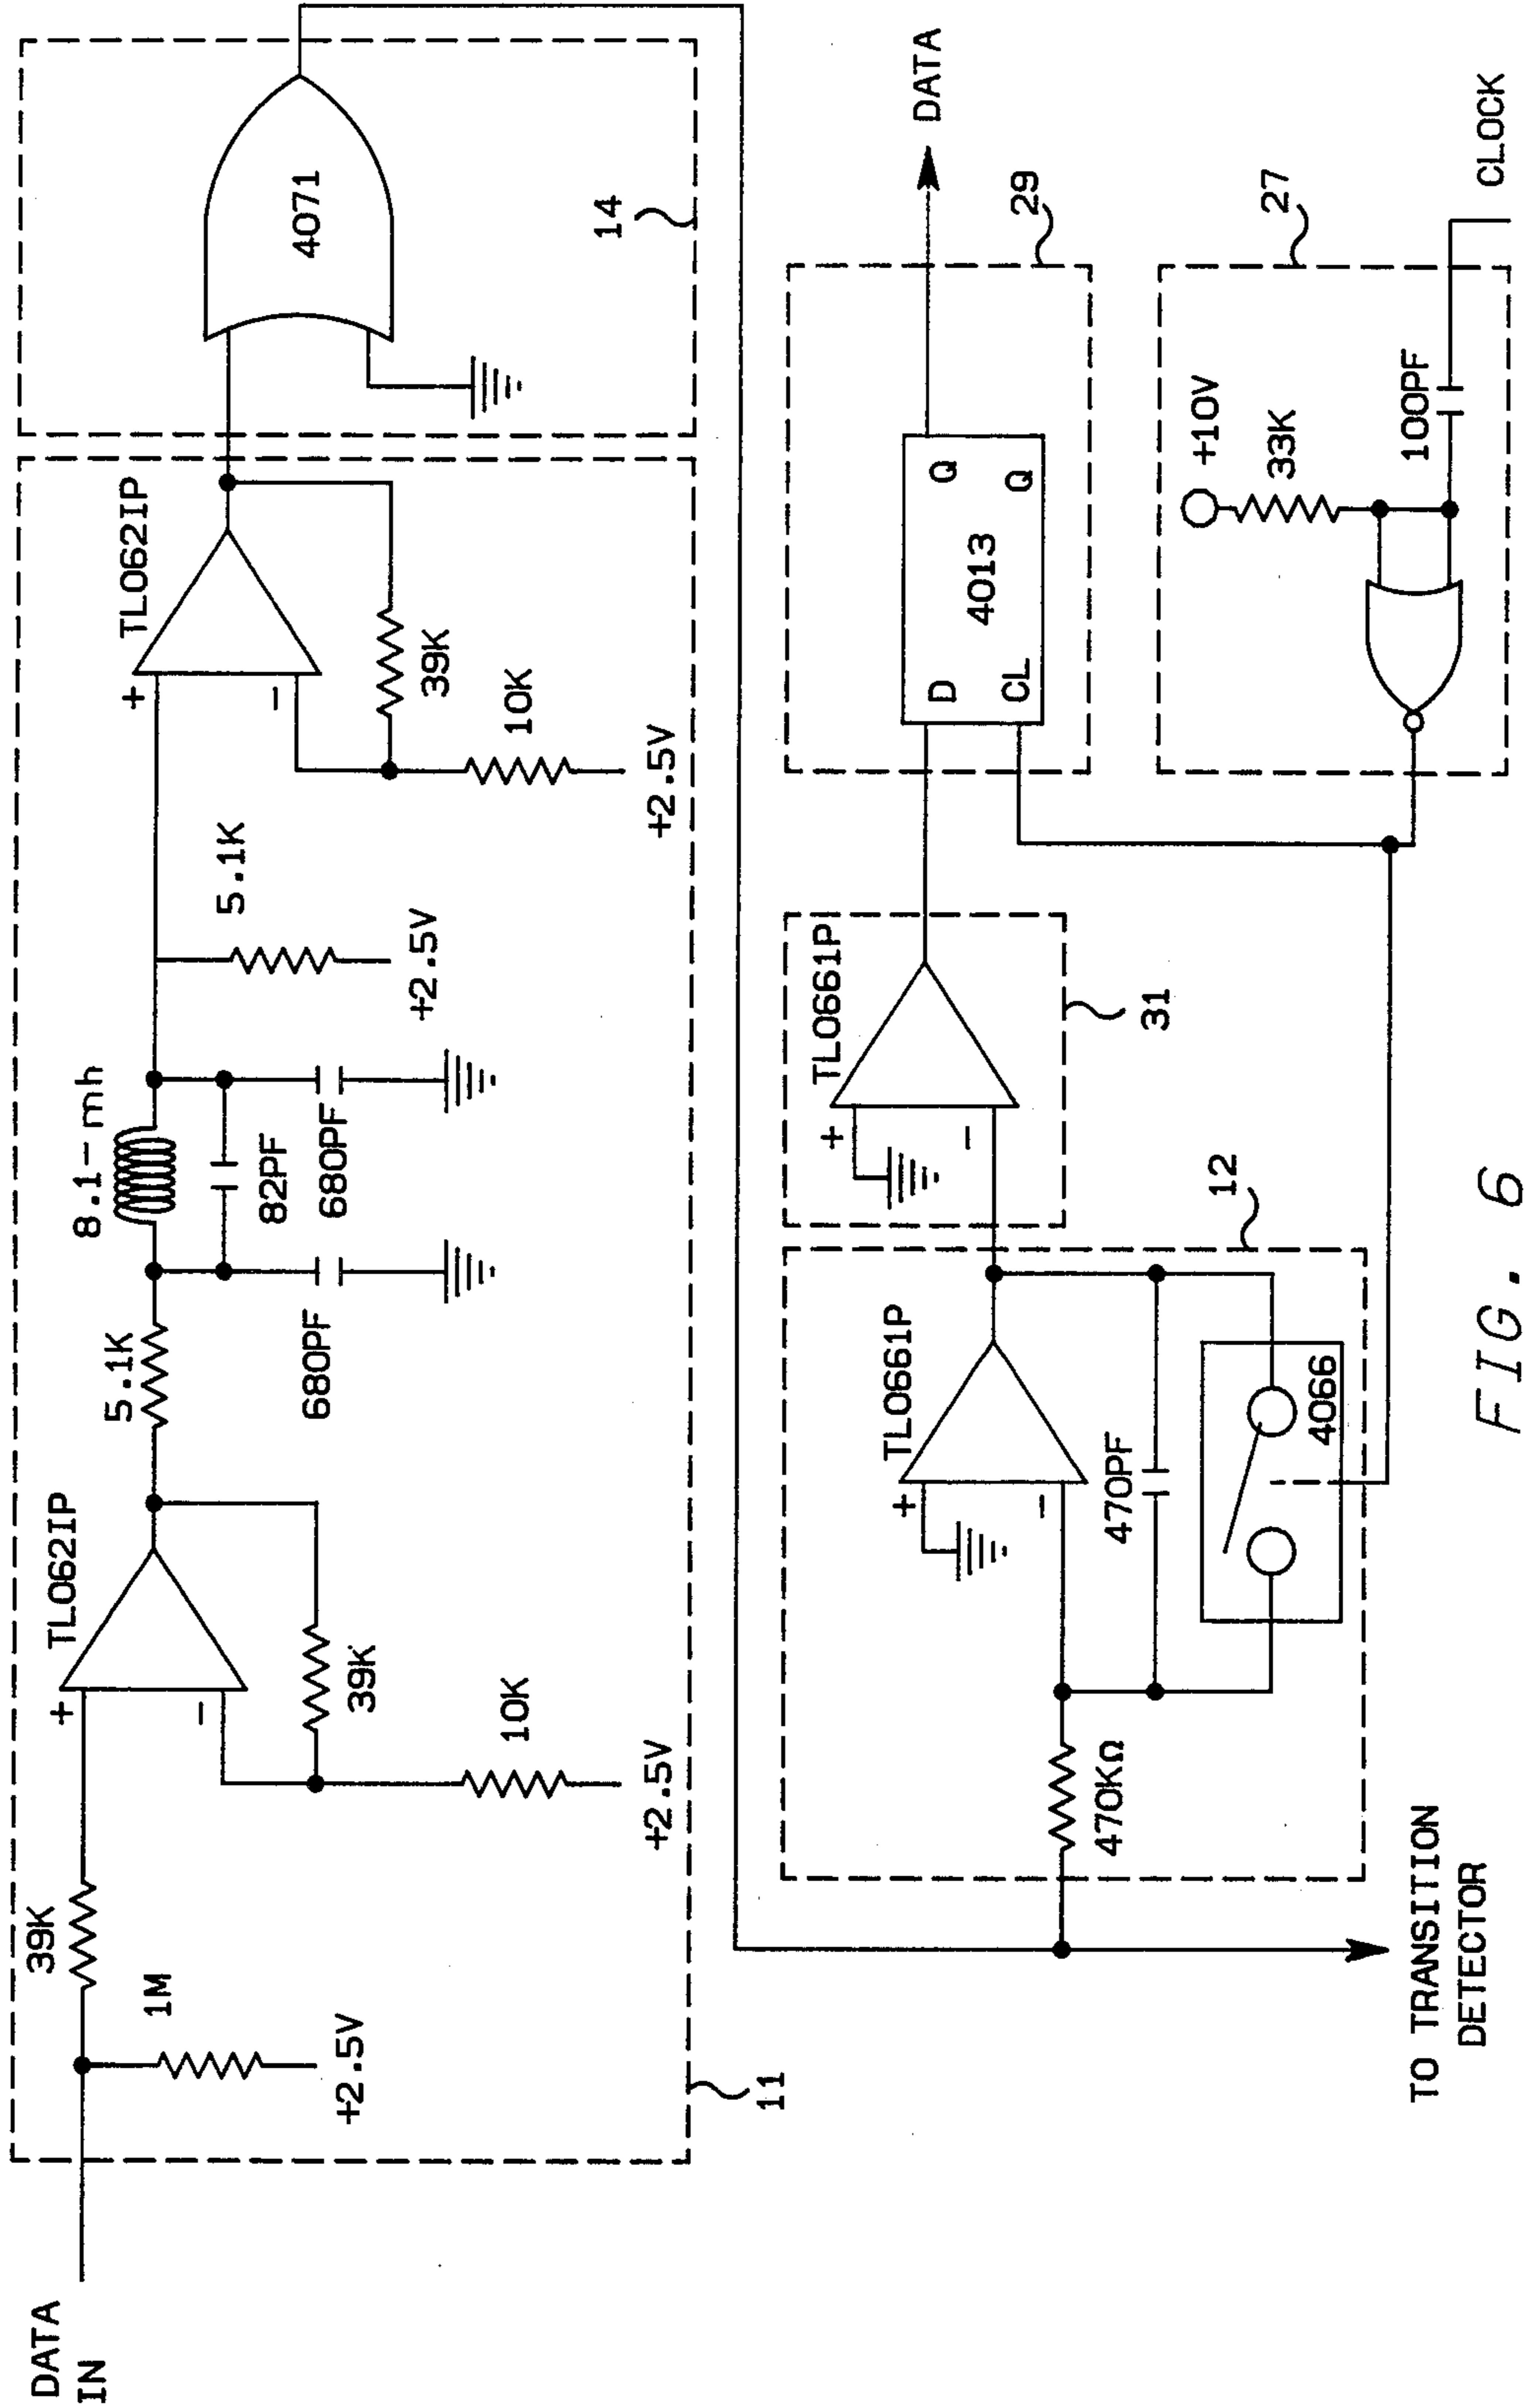 DATA
IN
39K
1M
+2.5V
11
TL062IP
+
−
39K
10K
+2.5V
5.1K
680PF
8.1-mh
82PF
680PF
5.1K
+2.5V
TL062IP
+
−
39K
10K
+2.5V
4071
14
TO TRANSITION
DETECTOR
470KΩ
TL0661P
+
−
470PF
4066
12
TL0661P
+
−
31
D
CL
4013
Q
Q
29
DATA
+10V
33K
100PF
27
CLOCK
FIG. 6